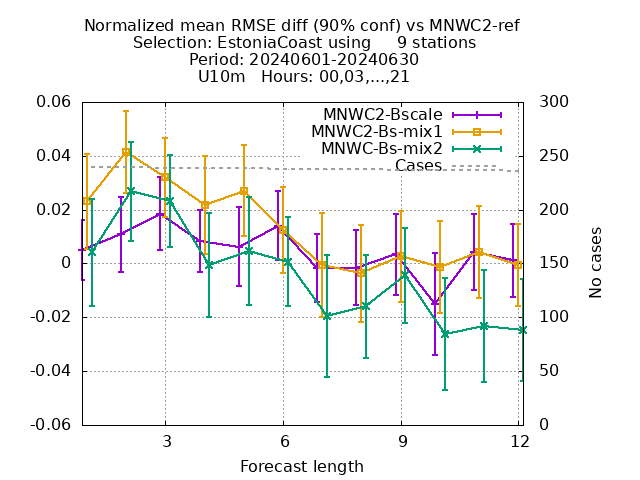 Normalized mean RMSE diff (90% conf) vs MNWC2-ref
Selection: EstoniaCoast using 9 stations
Period: 20240601-20240630
U10m Hours: 00,03,...,21
MNWC2-Bscale
MNWC2-Bs-mix1
MNWC-Bs-mix2
Cases
0.06
0.04
0.02
0
-0.02
-0.04
-0.06
300
250
200
150
100
50
0
No cases
3 6 9 12
Forecast length